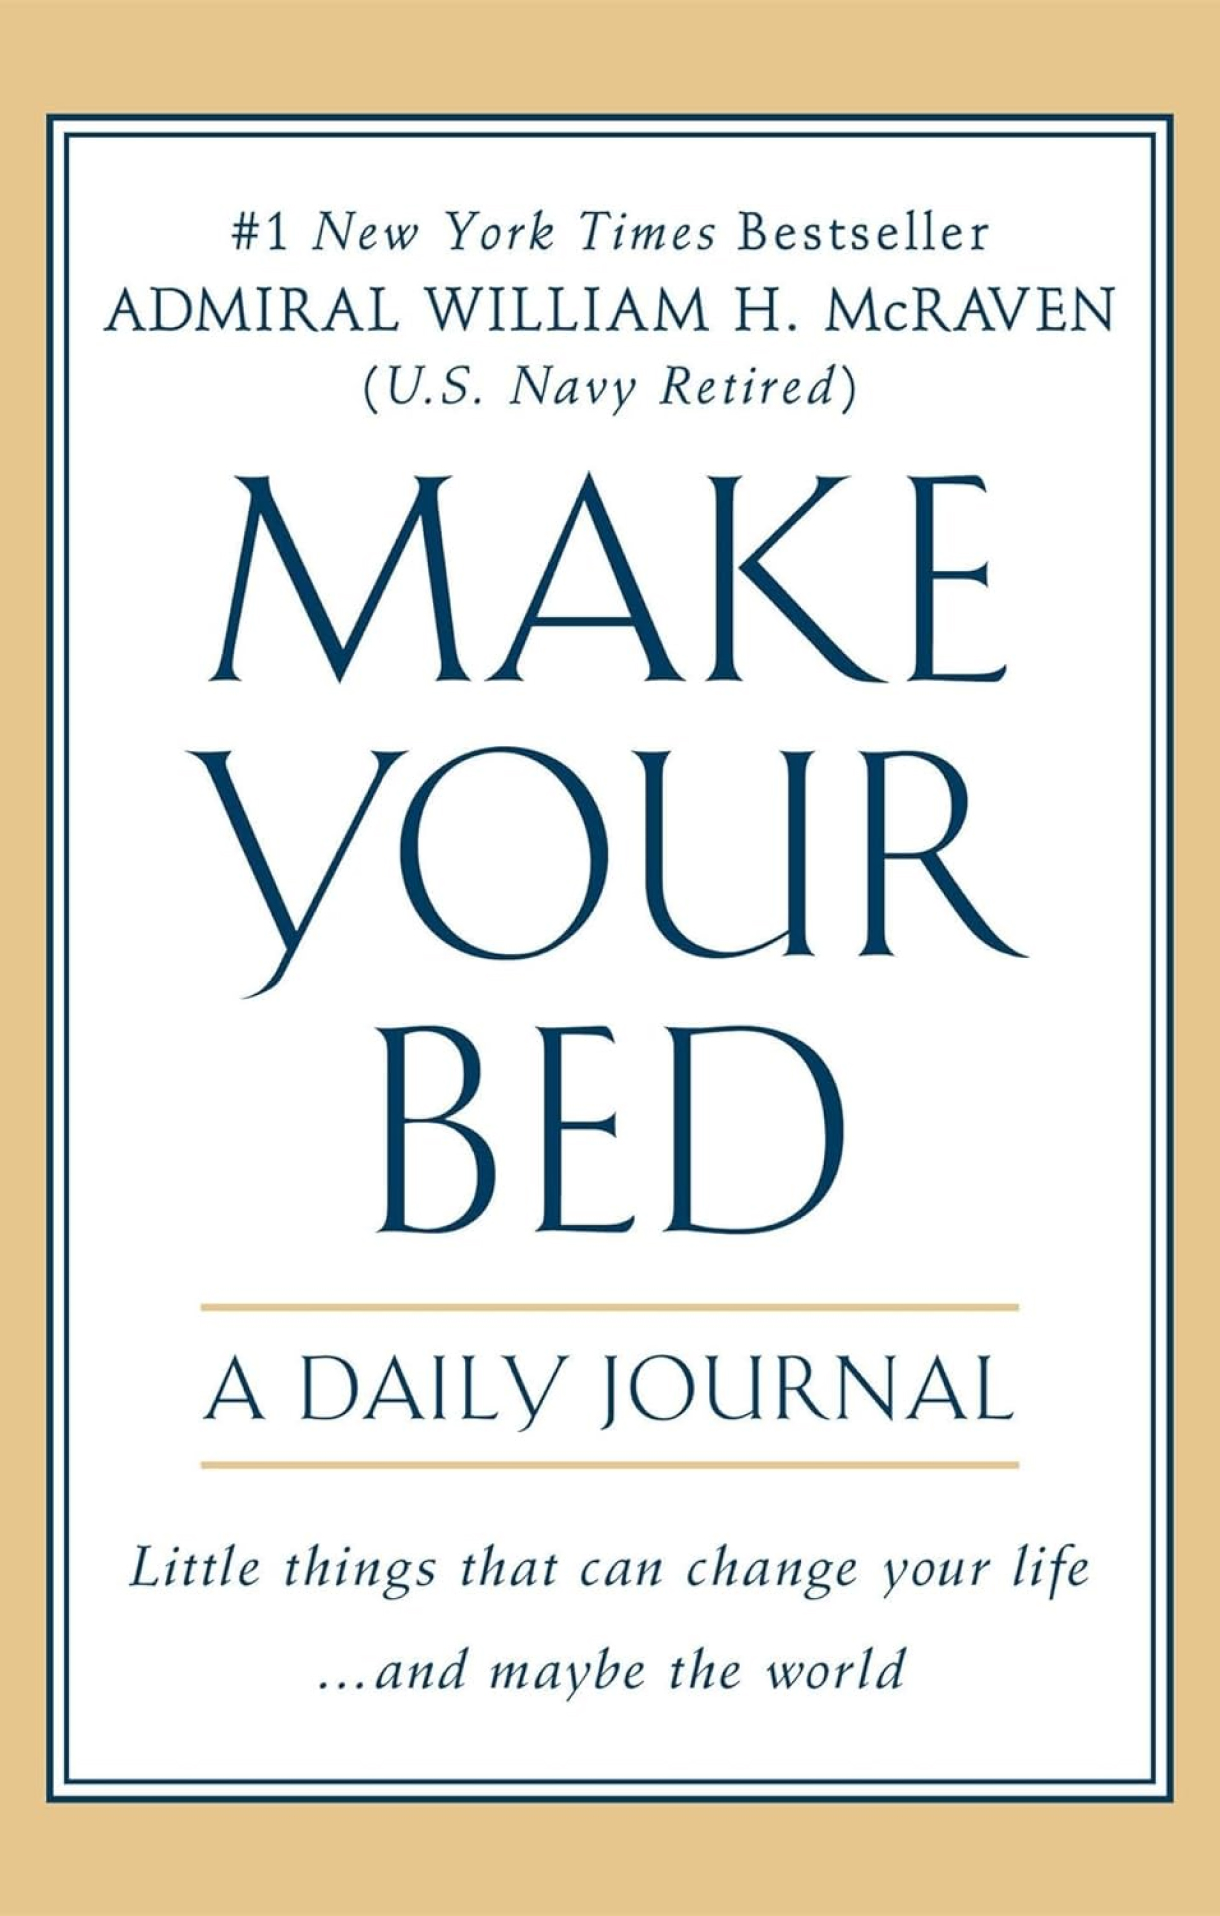 #1 New York Times Bestseller
ADMIRAL WILLIAM H. McRAVEN
(U.S. Navy Retired)
MAKE
YOUR
BED
A DAILY JOURNAL
Little things that can change your life
...and maybe the world